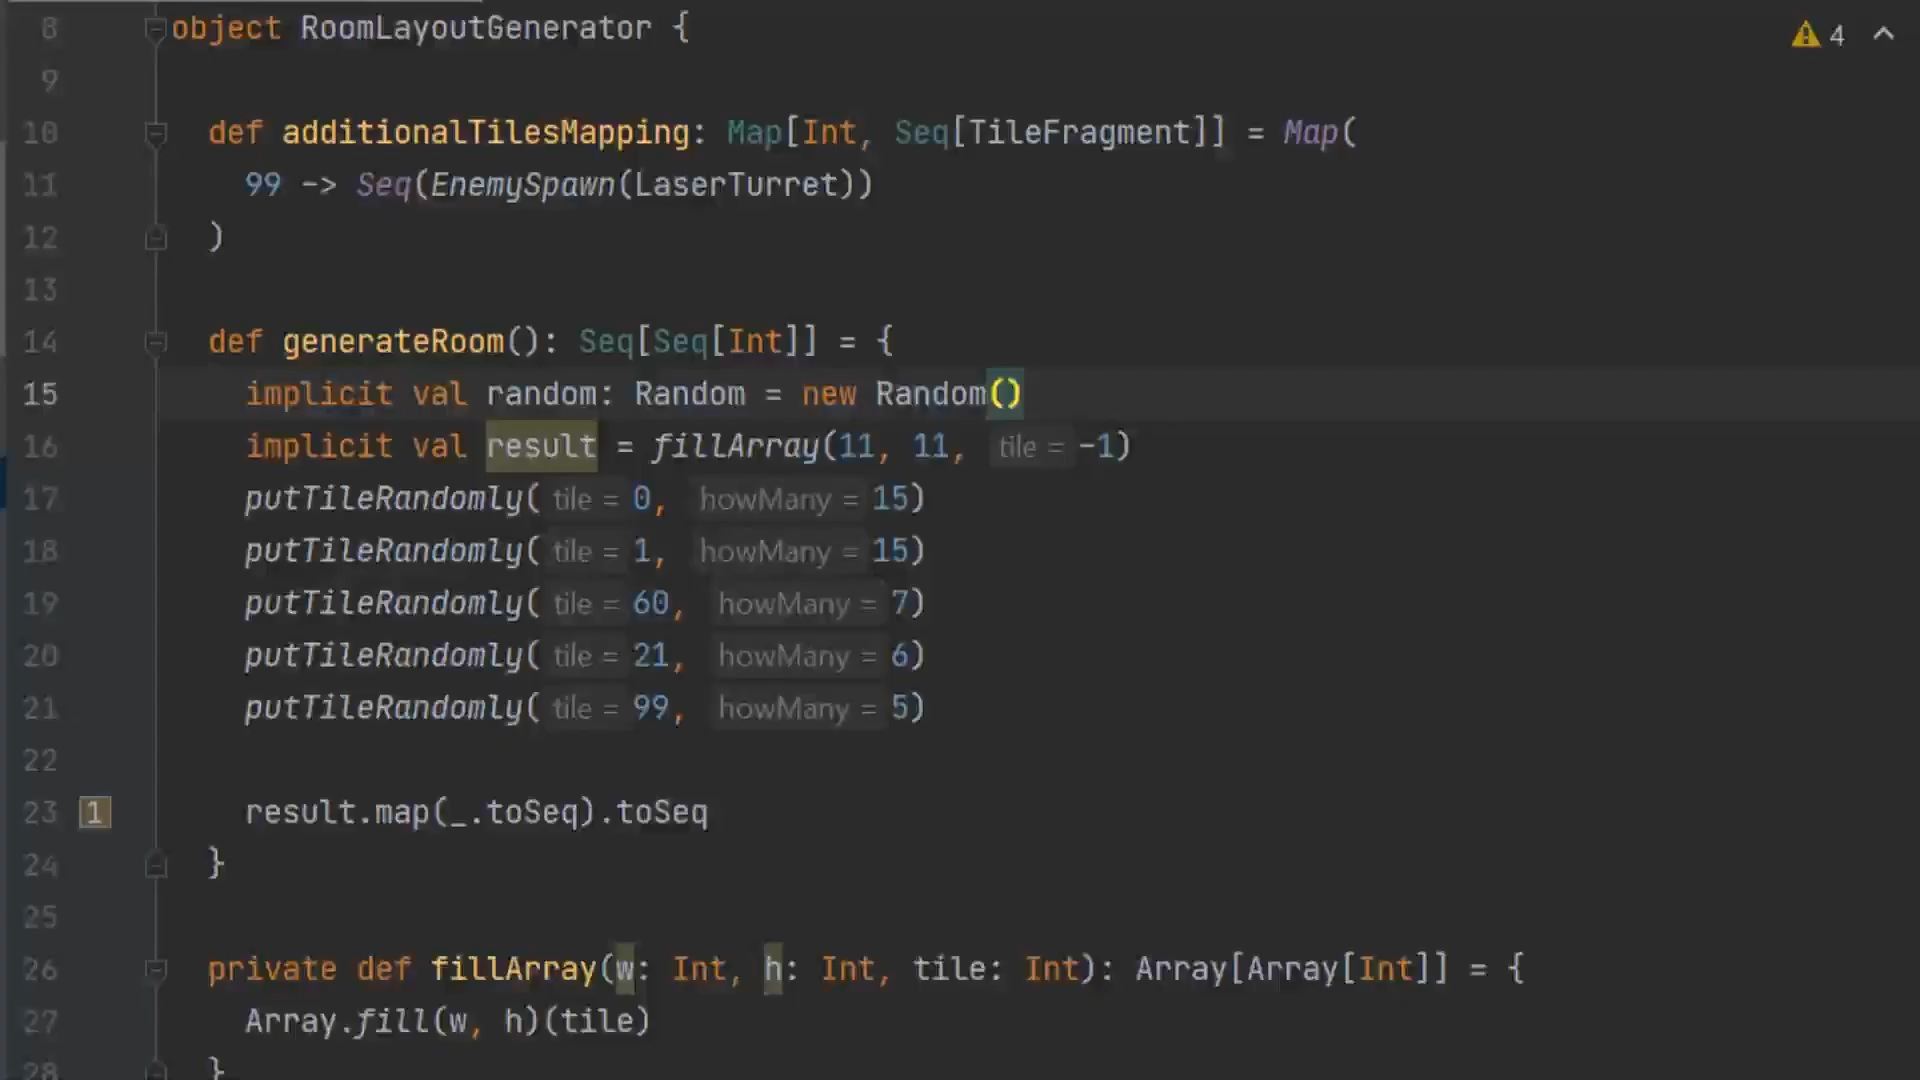 8 object RoomLayoutGenerator {
4
9
10 def additionalTilesMapping: Map[Int, Seq[TileFragment]] = Map(
11 99 -> Seq(EnemySpawn(LaserTurret))
12 )
13
14 def generateRoom(): Seq[Seq[Int]] = {
15 implicit val random: Random = new Random()
16 implicit val result = fillArray(11, 11, tile = -1)
17 putTileRandomly( tile = 0, howMany = 15)
18 putTileRandomly( tile = 1, howMany = 15)
19 putTileRandomly( tile = 60, howMany = 7)
20 putTileRandomly( tile = 21, howMany = 6)
21 putTileRandomly( tile = 99, howMany = 5)
22
23 1 result.map(_.toSeq).toSeq
24 }
25
26 private def fillArray(w: Int, h: Int, tile: Int): Array[Array[Int]] = {
27 Array.fill(w, h)(tile)
28 }